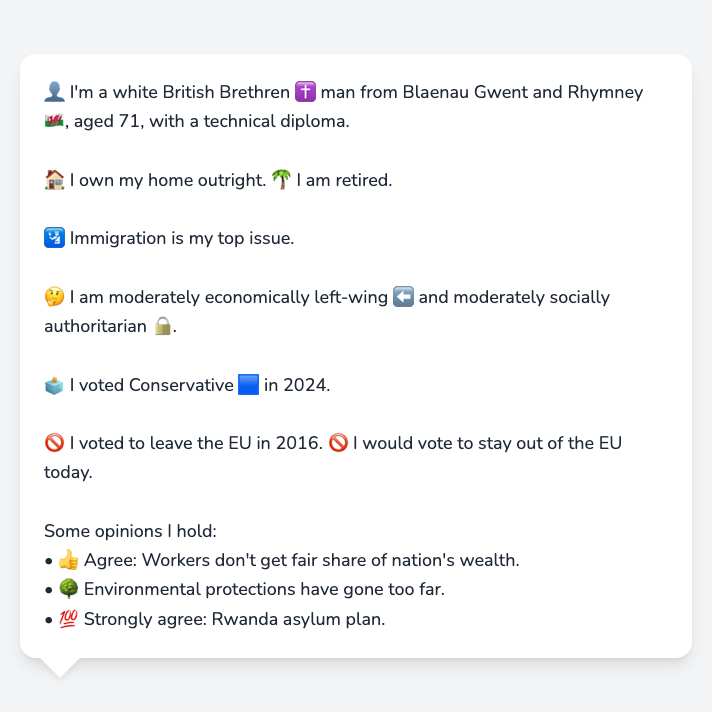 👤 I'm a white British Brethren ✝️ man from Blaenau Gwent and Rhymney
🏴󠁧󠁢󠁷󠁬󠁳󠁿, aged 71, with a technical diploma.
🏠 I own my home outright. 🌴 I am retired.
🛂 Immigration is my top issue.
🤔 I am moderately economically left-wing ⬅️ and moderately socially
authoritarian 🔒.
🗳️ I voted Conservative 🟦 in 2024.
🚫 I voted to leave the EU in 2016. 🚫 I would vote to stay out of the EU
today.
Some opinions I hold:
• 👍 Agree: Workers don't get fair share of nation's wealth.
• 🌳 Environmental protections have gone too far.
• 💯 Strongly agree: Rwanda asylum plan.